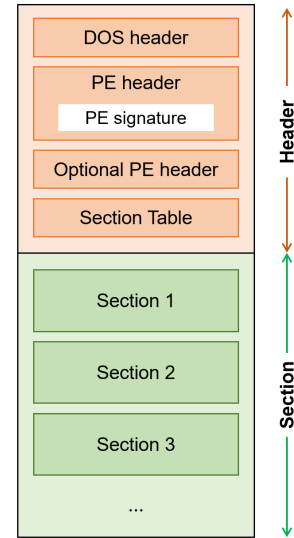 DOS header
PE header
PE signature
Optional PE header
Section Table
Header
Section 1
Section 2
Section 3
...
Section